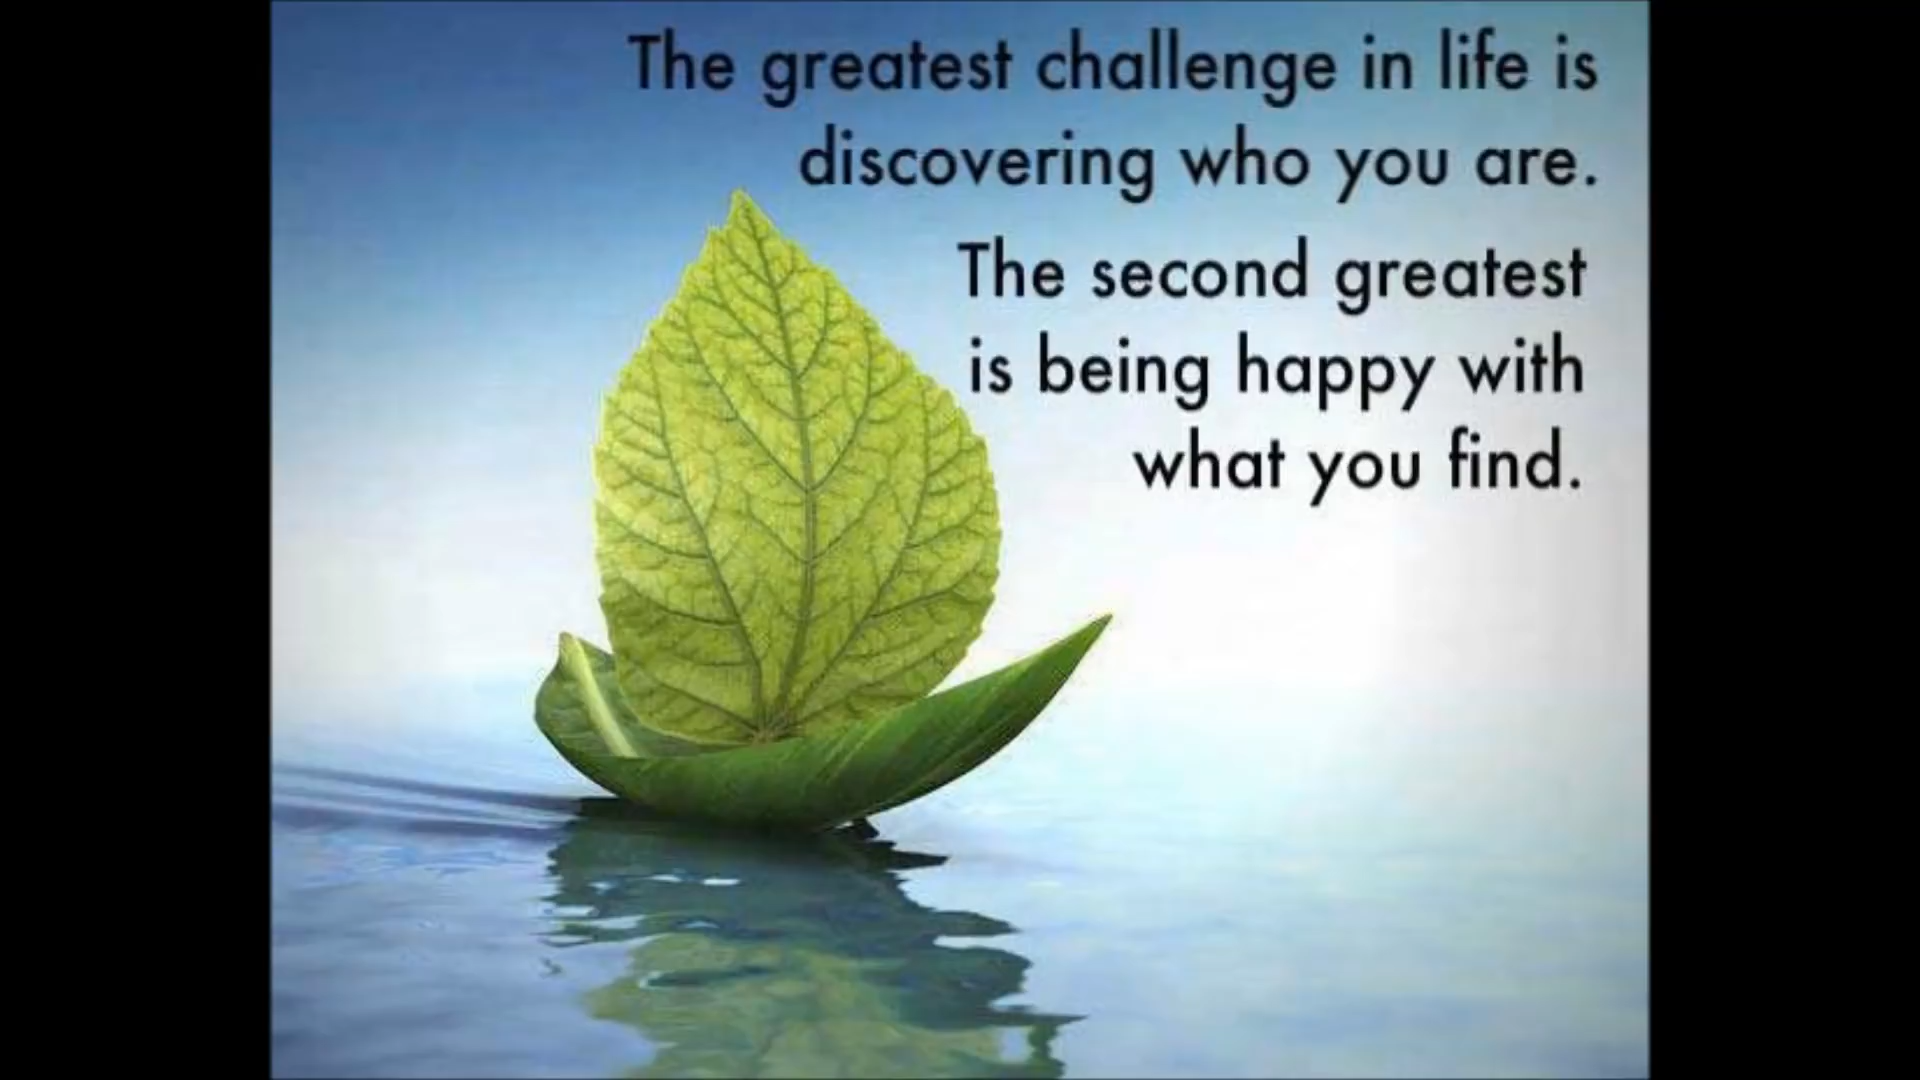 The greatest challenge in life is
discovering who you are.
The second greatest
is being happy with
what you find.